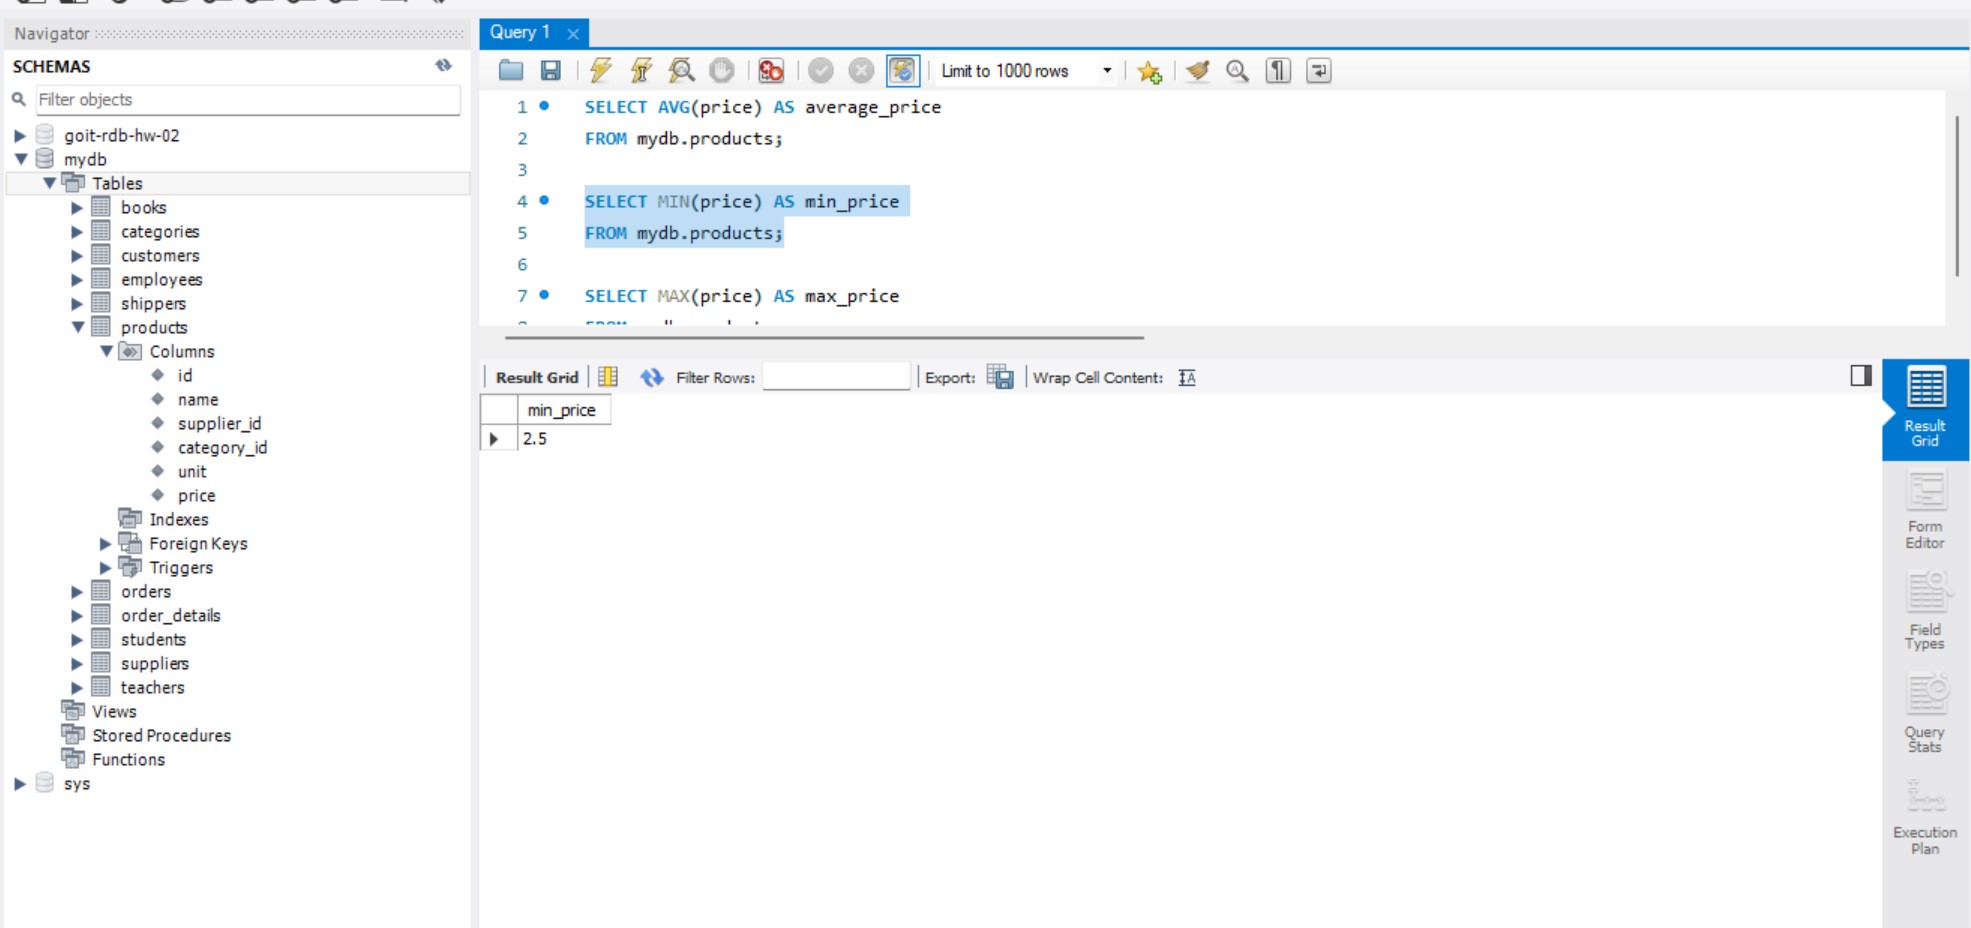 Navigator
SCHEMAS
Filter objects
goit-rdb-hw-02
mydb
Tables
books
categories
customers
employees
shippers
products
Columns
id
name
supplier_id
category_id
unit
price
Indexes
Foreign Keys
Triggers
orders
order_details
students
suppliers
teachers
Views
Stored Procedures
Functions
sys
Query 1
Limit to 1000 rows
1 SELECT AVG(price) AS average_price
2 FROM mydb.products;
3
4 SELECT MIN(price) AS min_price
5 FROM mydb.products;
6
7 SELECT MAX(price) AS max_price
Result Grid Filter Rows: Export: Wrap Cell Content:
min_price
2.5
Result
Grid
Form
Editor
Field
Types
Query
Stats
Execution
Plan